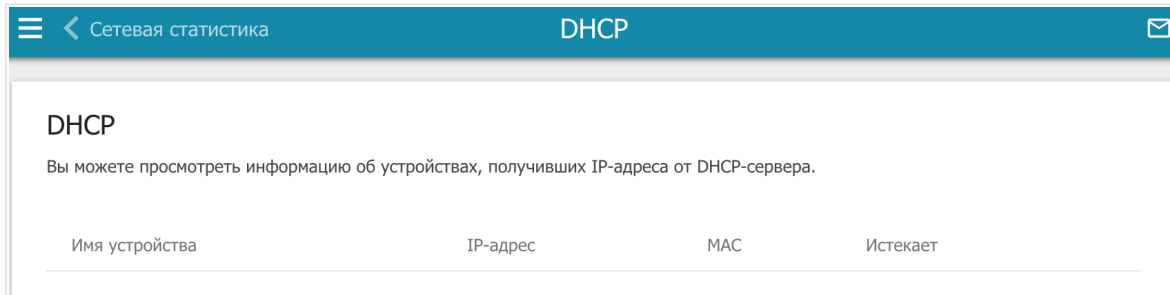 Сетевая статистика DHCP
DHCP
Вы можете просмотреть информацию об устройствах, получивших IP-адреса от DHCP-сервера.
Имя устройства IP-адрес MAC Истекает